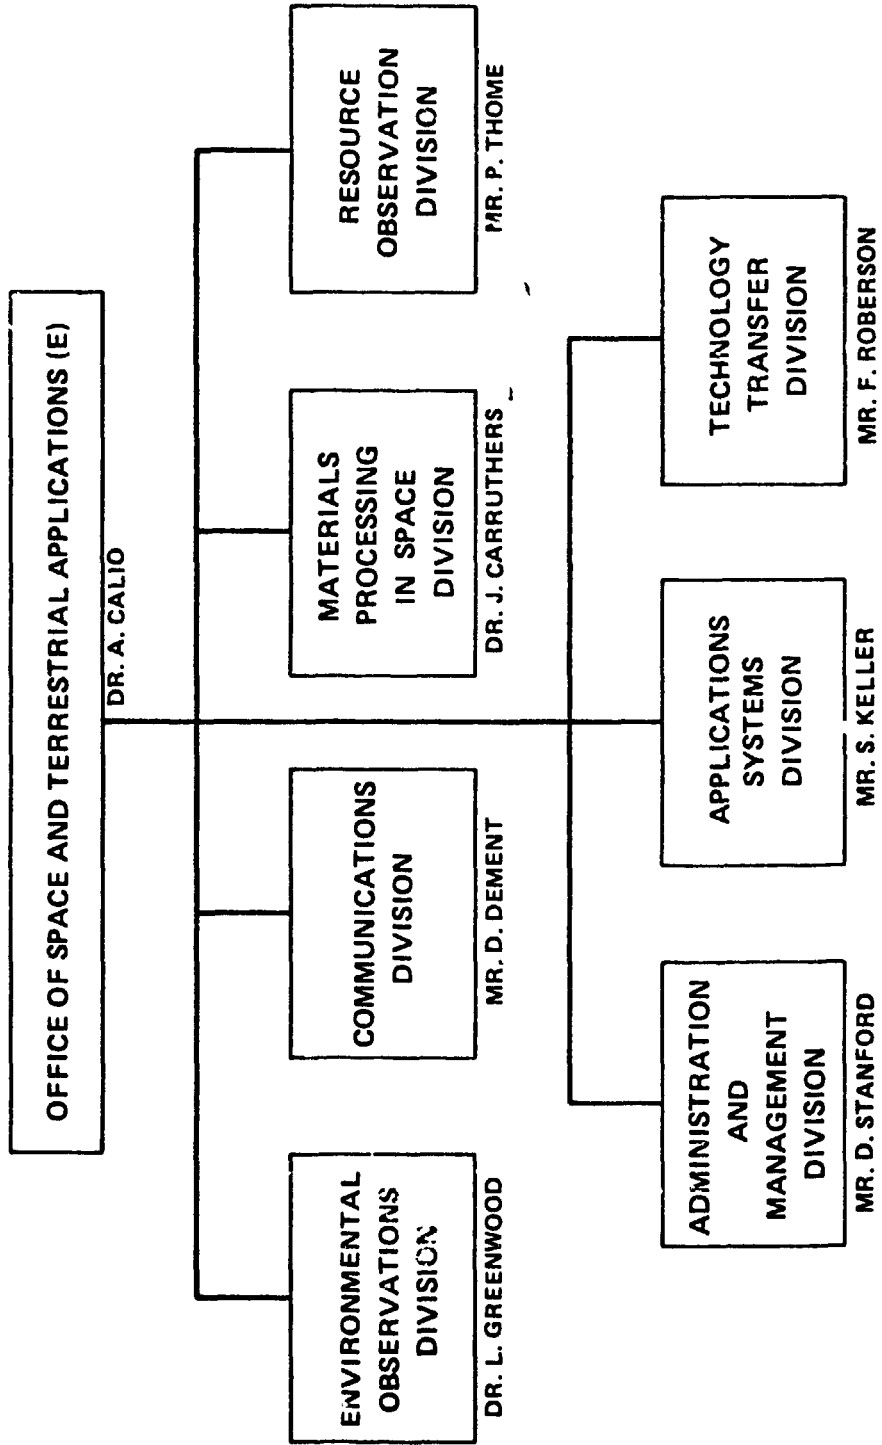 OFFICE OF SPACE AND TERRESTRIAL APPLICATIONS (E)
DR. A. CALIO
ENVIRONMENTAL
OBSERVATIONS
DIVISION
DR. L. GREENWOOD
COMMUNICATIONS
DIVISION
MR. D. DEMENT
MATERIALS
PROCESSING
IN SPACE
DIVISION
DR. J. CARRUTHERS
RESOURCE
OBSERVATION
DIVISION
MR. P. THOME
ADMINISTRATION
AND
MANAGEMENT
DIVISION
MR. D. STANFORD
APPLICATIONS
SYSTEMS
DIVISION
MR. S. KELLER
TECHNOLOGY
TRANSFER
DIVISION
MR. F. ROBERSON